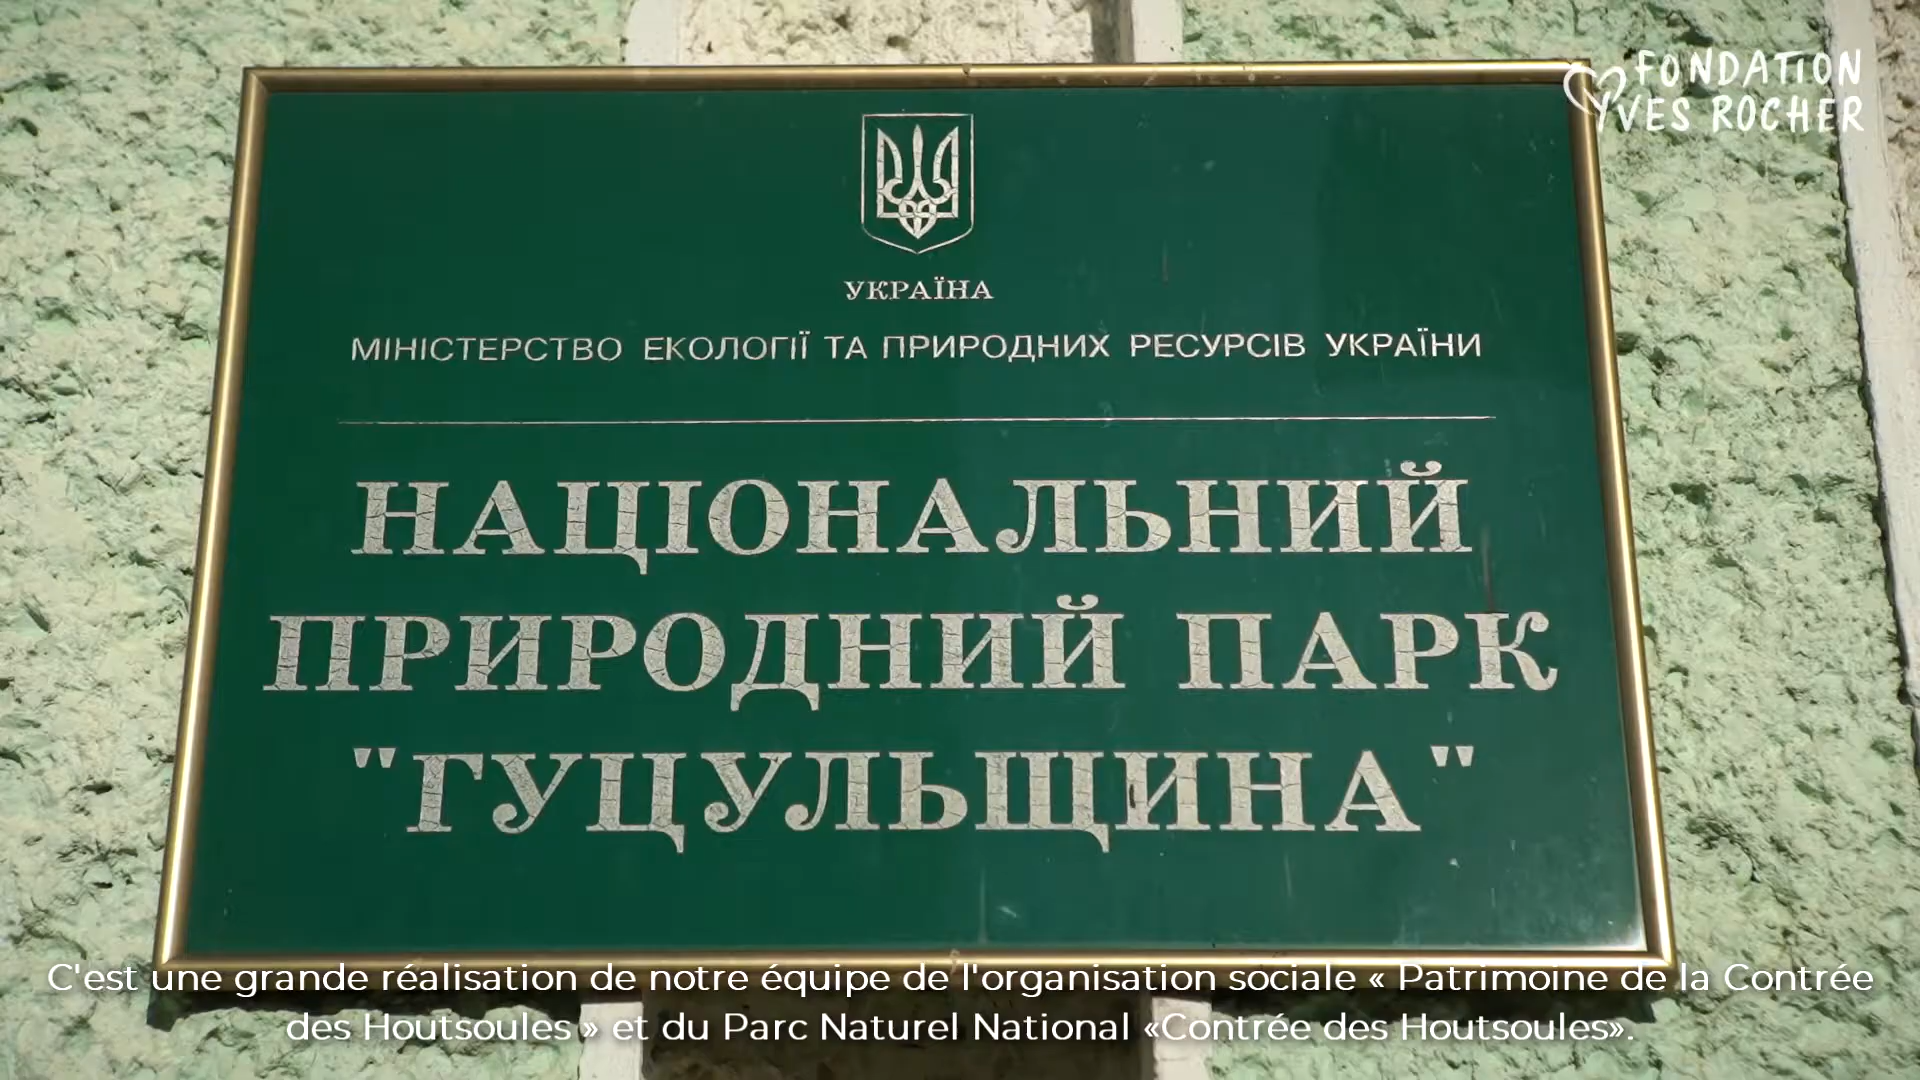 FONDATION
YVES ROCHER
УКРАЇНА
МІНІСТЕРСТВО ЕКОЛОГІЇ ТА ПРИРОДНИХ РЕСУРСІВ УКРАЇНИ
НАЦІОНАЛЬНИЙ
ПРИРОДНИЙ ПАРК
"ГУЦУЛЬЩИНА"
C'est une grande réalisation de notre équipe de l'organisation sociale « Patrimoine de la Contrée
des Houtsoules » et du Parc Naturel National «Contrée des Houtsoules».